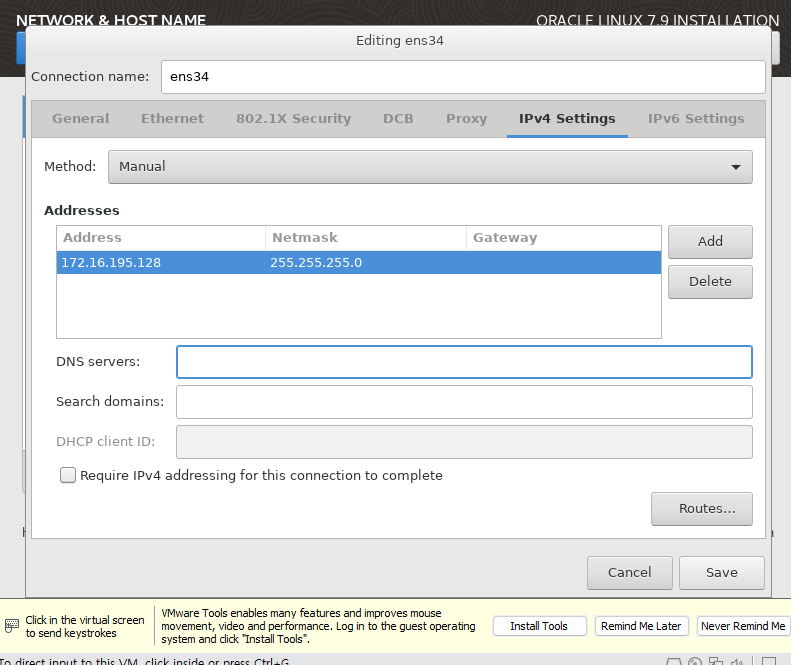 NETWORK & HOST NAME
ORACLE LINUX 7.9 INSTALLATION
Editing ens34
Connection name: ens34
General Ethernet 802.1X Security DCB Proxy IPv4 Settings IPv6 Settings
Method: Manual
Addresses
Address Netmask Gateway
172.16.195.128 255.255.255.0
Add
Delete
DNS servers:
Search domains:
DHCP client ID:
Require IPv4 addressing for this connection to complete
Routes...
Cancel Save
Click in the virtual screen
to send keystrokes
VMware Tools enables many features and improves mouse
movement, video and performance. Log in to the guest operating
system and click "Install Tools".
Install Tools
Remind Me Later
Never Remind Me
To direct input to this VM, click inside or press Ctrl+G.